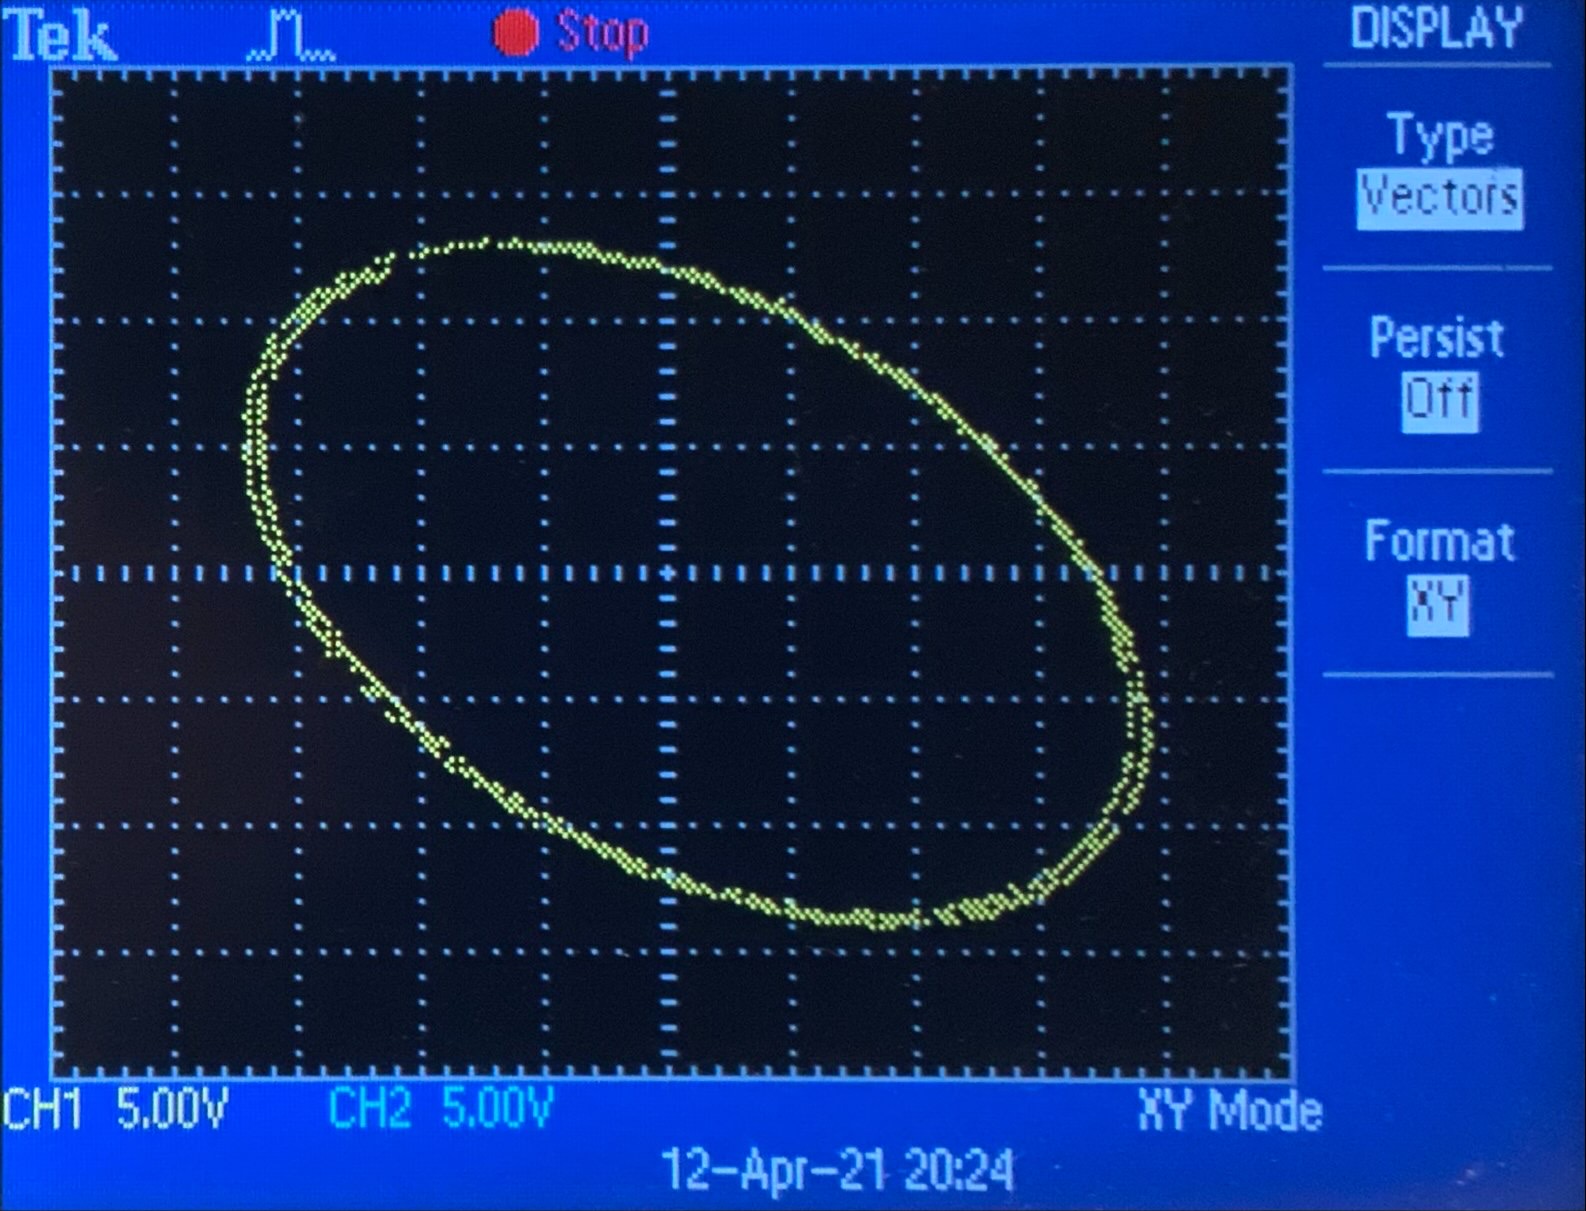 Tek Stop DISPLAY
Type
Vectors
Persist
Off
Format
XY
CH1 5.00V CH2 5.00V XY Mode
12-Apr-21 20:24